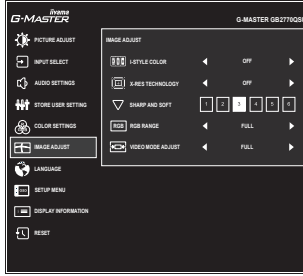 iiyama
G-MASTER
G-MASTER GB2770QSU
PICTURE ADJUST
INPUT SELECT
AUDIO SETTINGS
STORE USER SETTING
COLOR SETTINGS
IMAGE ADJUST
LANGUAGE
SETUP MENU
DISPLAY INFORMATION
RESET
IMAGE ADJUST
I-STYLE COLOR OFF
X-RES TECHNOLOGY OFF
SHARP AND SOFT 1 2 3 4 5 6
RGB RGB RANGE FULL
VIDEO MODE ADJUST FULL